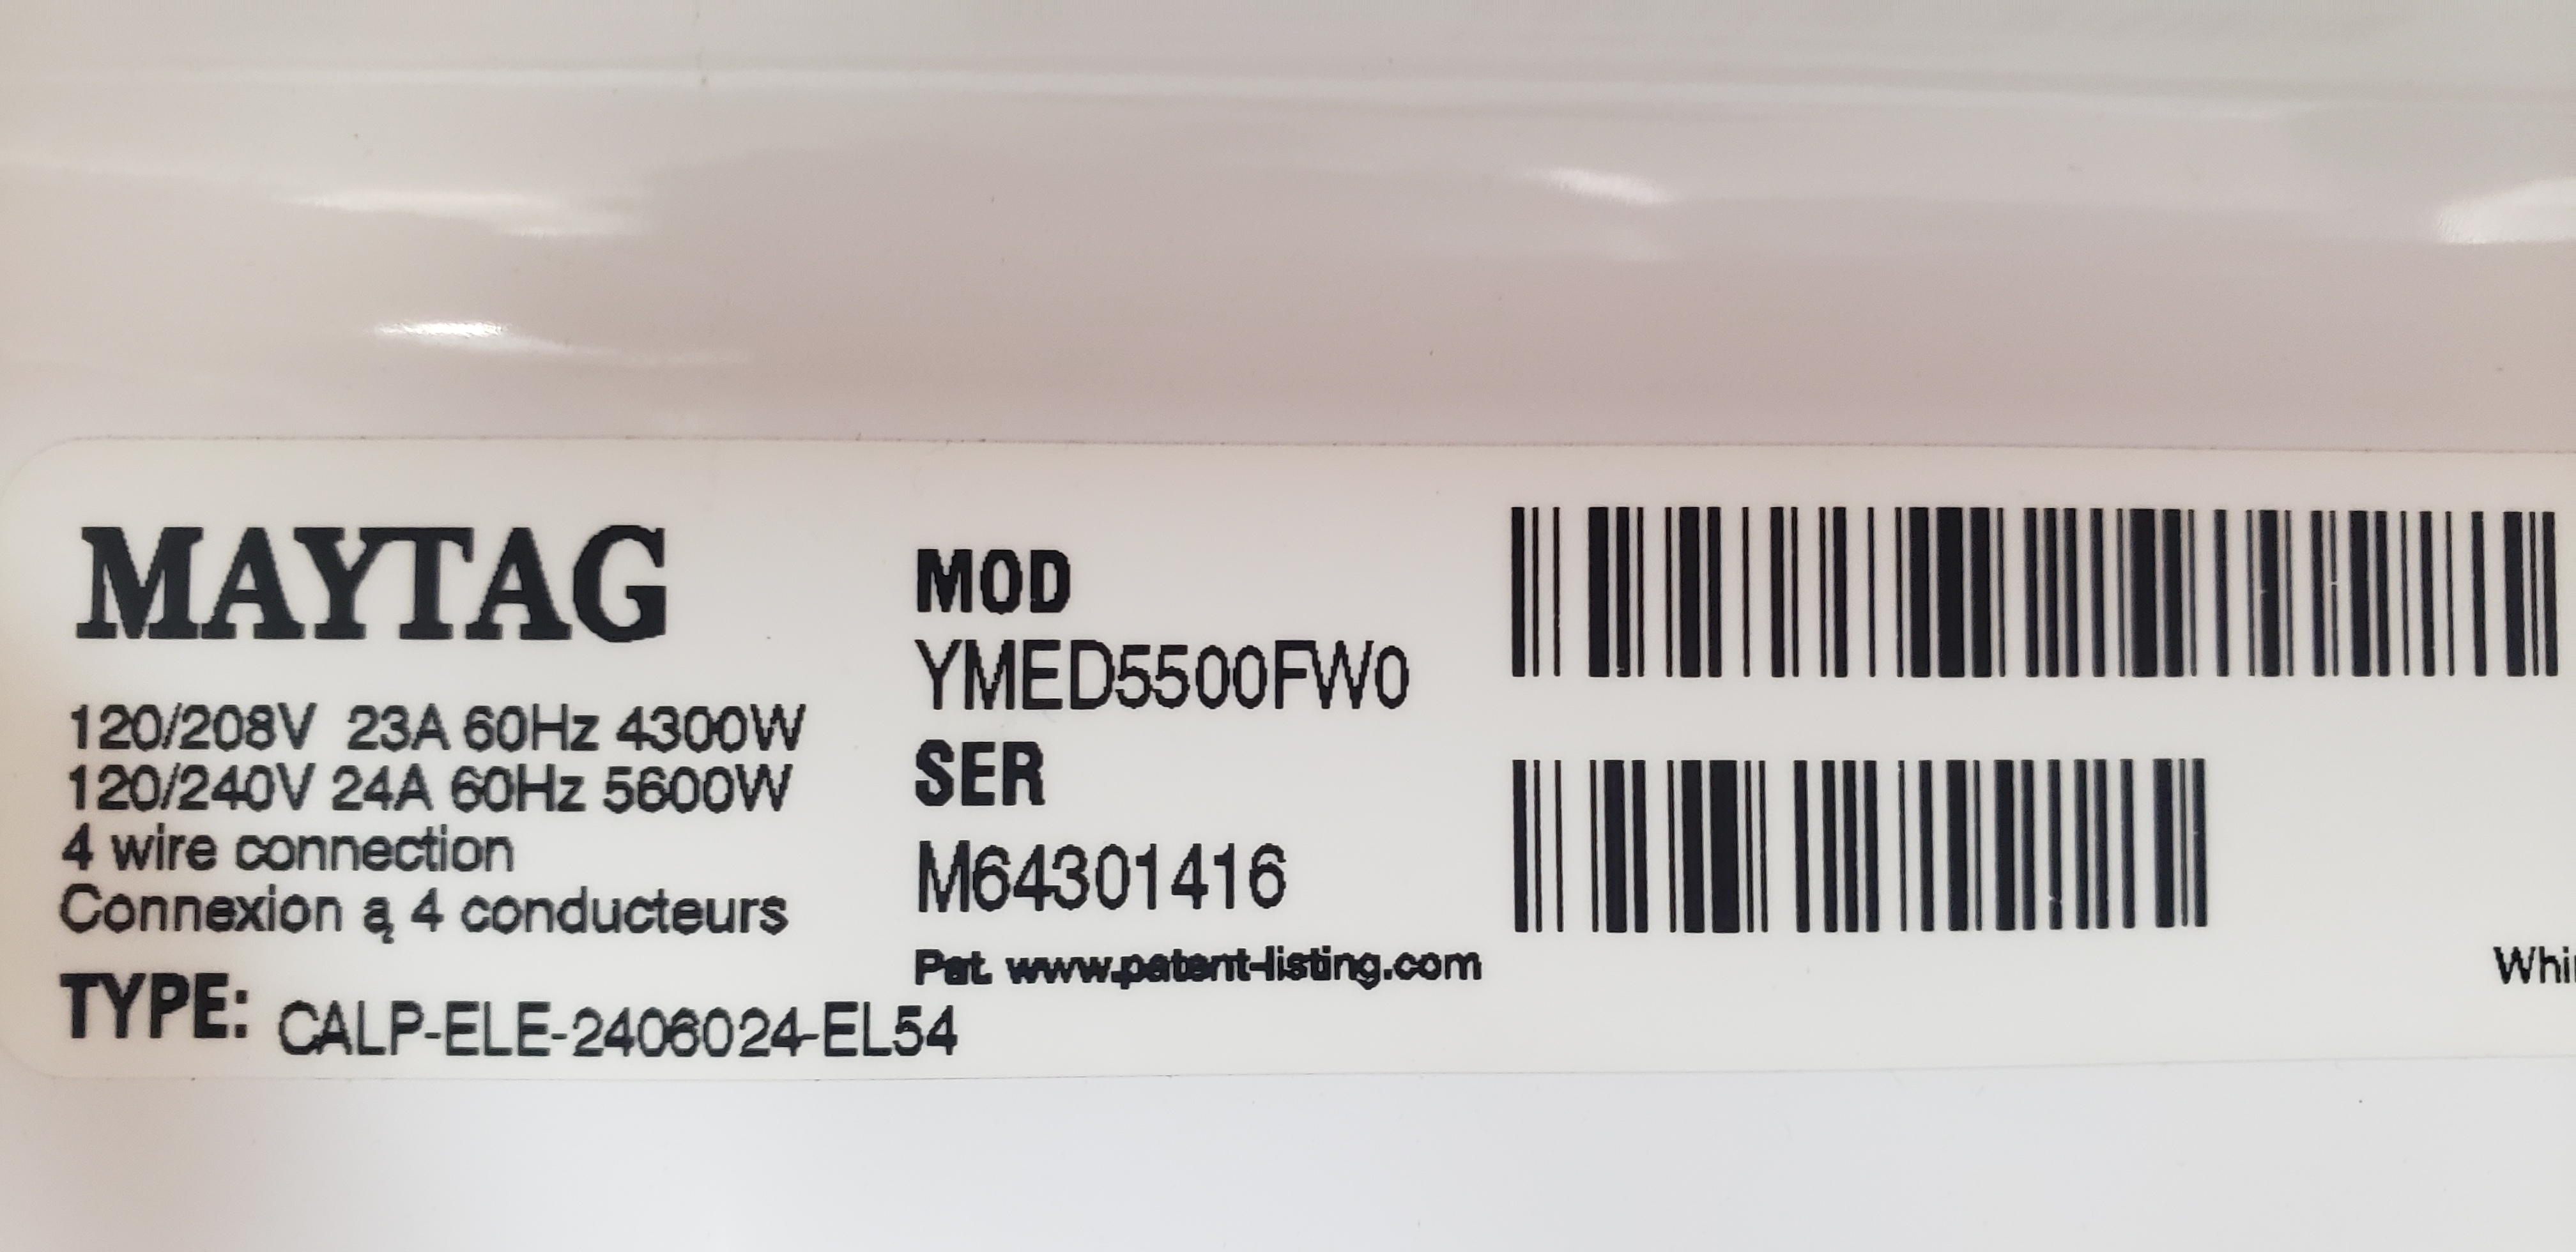 MAYTAG
120/208V 23A 60Hz 4300W
120/240V 24A 60Hz 5600W
4 wire connection
Connexion ą 4 conducteurs
TYPE: CALP-ELE-2406024-EL54
MOD
YMED5500FW0
SER
M64301416
Pat. www.patent-listing.com